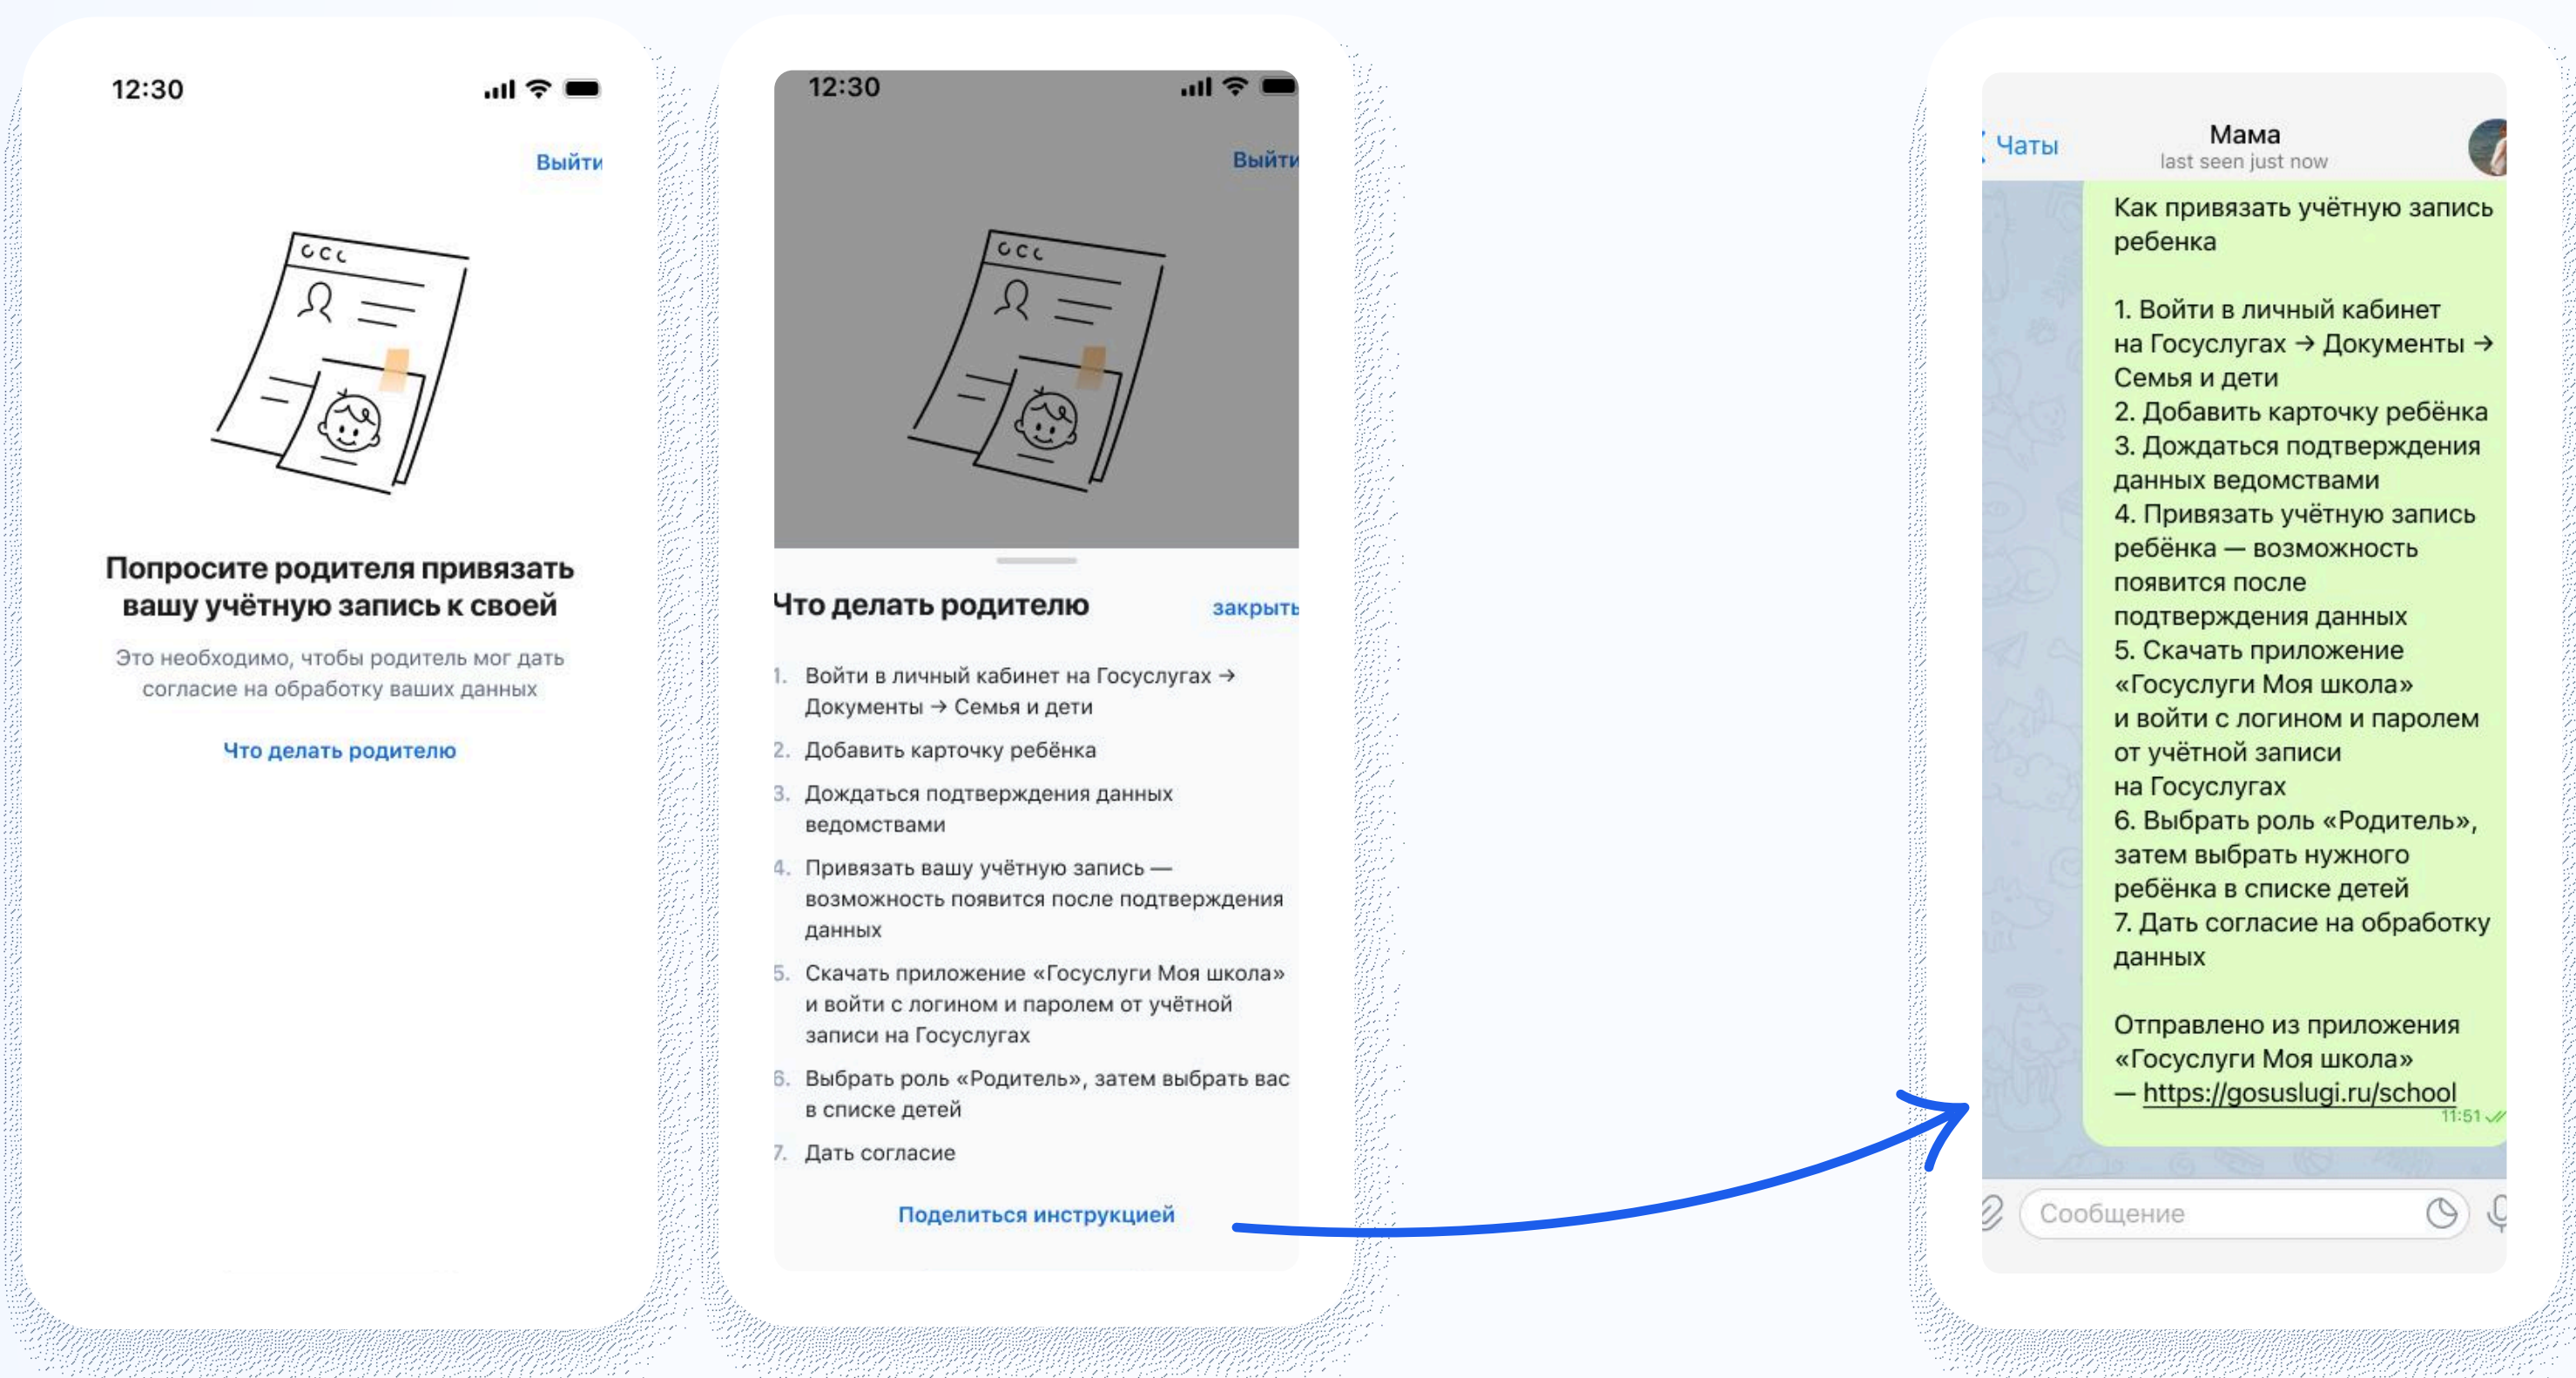 12:30
Выйти
Попросите родителя привязать
вашу учётную запись к своей
Это необходимо, чтобы родитель мог дать
согласие на обработку ваших данных
Что делать родителю
12:30
Выйти
Что делать родителю
закрыть
1. Войти в личный кабинет на Госуслугах →
Документы → Семья и дети
2. Добавить карточку ребёнка
3. Дождаться подтверждения данных
ведомствами
4. Привязать вашу учётную запись —
возможность появится после подтверждения
данных
5. Скачать приложение «Госуслуги Моя школа»
и войти с логином и паролем от учётной
записи на Госуслугах
6. Выбрать роль «Родитель», затем выбрать вас
в списке детей
7. Дать согласие
Поделиться инструкцией
Чаты
Мама
last seen just now
Как привязать учётную запись
ребенка
1. Войти в личный кабинет
на Госуслугах → Документы →
Семья и дети
2. Добавить карточку ребёнка
3. Дождаться подтверждения
данных ведомствами
4. Привязать учётную запись
ребёнка — возможность
появится после
подтверждения данных
5. Скачать приложение
«Госуслуги Моя школа»
и войти с логином и паролем
от учётной записи
на Госуслугах
6. Выбрать роль «Родитель»,
затем выбрать нужного
ребёнка в списке детей
7. Дать согласие на обработку
данных
Отправлено из приложения
«Госуслуги Моя школа»
— https://gosuslugi.ru/school
11:51
Сообщение